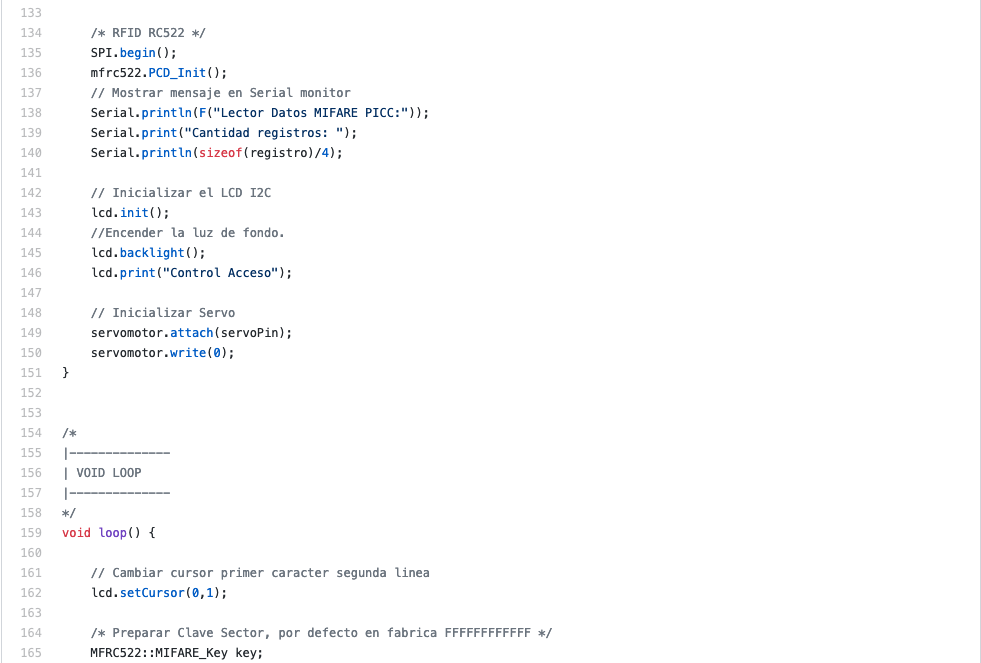 133
134 /* RFID RC522 */
135 SPI.begin();
136 mfrc522.PCD_Init();
137 // Mostrar mensaje en Serial monitor
138 Serial.println(F("Lector Datos MIFARE PICC:"));
139 Serial.print("Cantidad registros: ");
140 Serial.println(sizeof(registro)/4);
141
142 // Inicializar el LCD I2C
143 lcd.init();
144 //Encender la luz de fondo.
145 lcd.backlight();
146 lcd.print("Control Acceso");
147
148 // Inicializar Servo
149 servomotor.attach(servoPin);
150 servomotor.write(0);
151 }
152
153
154 /*
155 |--------------
156 | VOID LOOP
157 |--------------
158 */
159 void loop() {
160
161 // Cambiar cursor primer caracter segunda linea
162 lcd.setCursor(0,1);
163
164 /* Preparar Clave Sector, por defecto en fabrica FFFFFFFFFFFF */
165 MFRC522::MIFARE_Key key;